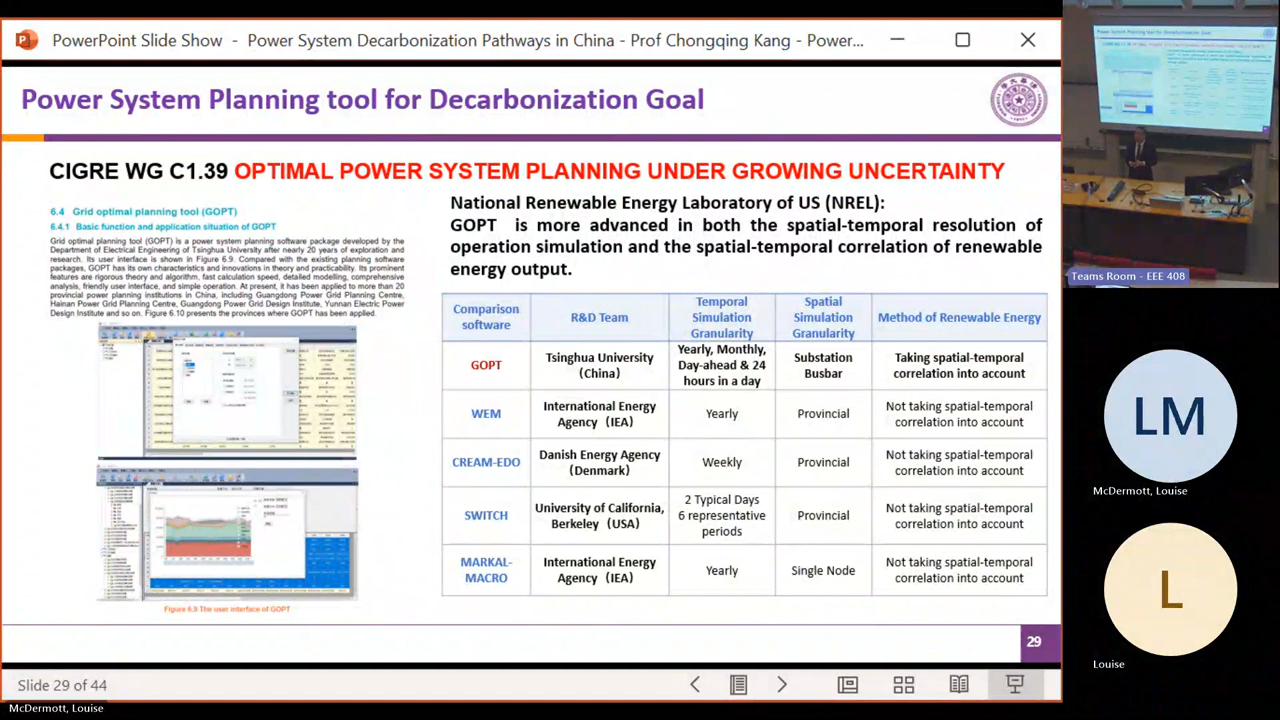 PowerPoint Slide Show - Power System Decarbonization Pathways in China - Prof Chongqing Kang - Power...
Power System Planning tool for Decarbonization Goal
CIGRE WG C1.39 OPTIMAL POWER SYSTEM PLANNING UNDER GROWING UNCERTAINTY
6.4 Grid optimal planning tool (GOPT)
6.4.1 Basic function and application situation of GOPT
Grid optimal planning tool (GOPT) is a power system planning software package developed by the
Department of Electrical Engineering of Tsinghua University after nearly 20 years of exploration and
research. Its user interface is shown in Figure 6.9. Compared with the existing planning software
packages, GOPT has its own characteristics and innovations in theory and practicability. Its prominent
features are rigorous theory and algorithm, fast calculation speed, detailed modelling, comprehensive
analysis, friendly user interface, and simple operation. At present, it has been applied to more than 20
provincial power planning institutions in China, including Guangdong Power Grid Planning Centre,
Hainan Power Grid Planning Centre, Guangdong Power Grid Design Institute, Yunnan Electric Power
Design Institute and so on. Figure 6.10 presents the provinces where GOPT has been applied.
Figure 6.9 The user interface of GOPT
National Renewable Energy Laboratory of US (NREL):
GOPT is more advanced in both the spatial-temporal resolution of
operation simulation and the spatial-temporal correlation of renewable
energy output.
Comparison
software
R&D Team
Temporal
Simulation
Granularity
Spatial
Simulation
Granularity
Method of Renewable Energy
GOPT
Tsinghua University
(China)
Yearly, Monthly,
Day-ahead & 24
hours in a day
Substation
Busbar
Taking spatial-temporal
correlation into account
WEM
International Energy
Agency (IEA)
Yearly
Provincial
Not taking spatial-temporal
correlation into account
CREAM-EDO
Danish Energy Agency
(Denmark)
Weekly
Provincial
Not taking spatial-temporal
correlation into account
SWITCH
University of California,
Berkeley (USA)
2 Typical Days
6 representative
periods
Provincial
Not taking spatial-temporal
correlation into account
MARKAL-
MACRO
International Energy
Agency (IEA)
Yearly
Single Node
Not taking spatial-temporal
correlation into account
29
Slide 29 of 44
McDermott, Louise
Teams Room - EEE 408
LM
McDermott, Louise
L
Louise